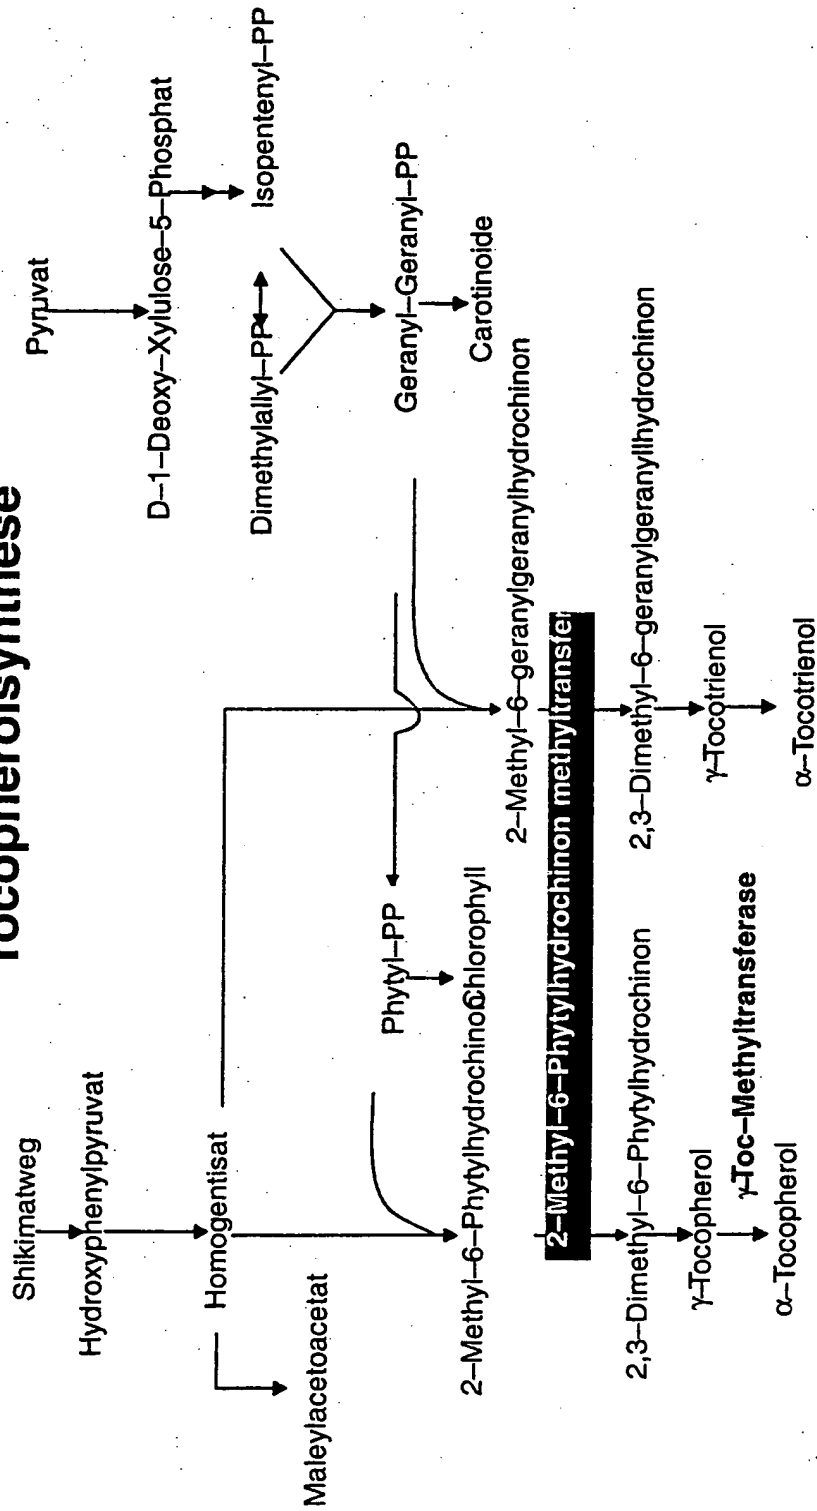 Tocopherolsynthese
Shikimatweg
Pyruvat
Hydroxyphenylpyruvat
D–1–Deoxy–Xylulose–5–Phosphat
Homogentisat
Dimethylallyl–PP
Isopentenyl–PP
Maleylacetoacetat
Phytyl–PP
Geranyl–Geranyl–PP
2–Methyl–6–Phytylhydrochinon
Chlorophyll
Carotinoide
2–Methyl–6–geranylgeranylhydrochinon
2–Methyl–6–Phytylhydrochinon methyltransfer
2,3–Dimethyl–6–Phytylhydrochinon
2,3–Dimethyl–6–geranylgeranyllhydrochinon
γ–Tocopherol
γ–Tocotrienol
γ–Toc–Methyltransferase
α–Tocopherol
α–Tocotrienol